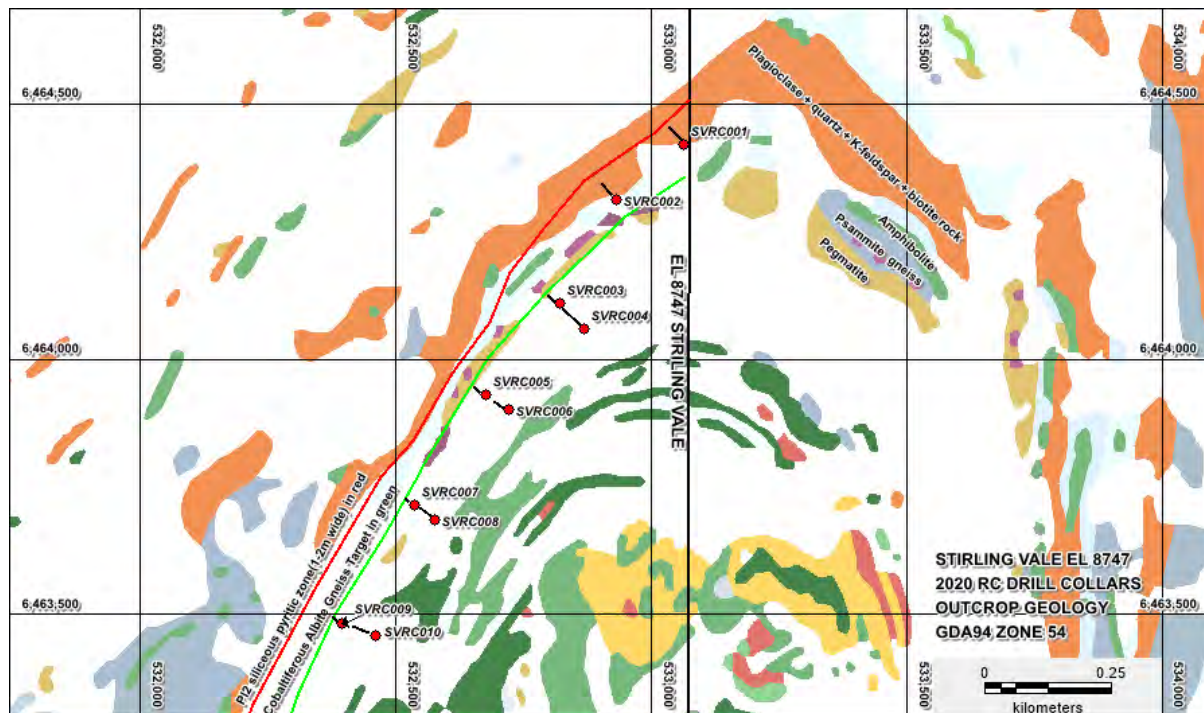 532,000
532,500
533,000
533,500
534,000
6,464,500
6,464,500
SVRC001
Plagioclase + quartz + K-feldspar + biotite rock
SVRC002
Amphibolite
Psammite gneiss
Pegmatite
EL 8747 STRILING VALE
SVRC003
SVRC004
6,464,000
6,464,000
SVRC005
SVRC006
SVRC007
SVRC008
Pl2 siliceous pyritic zone(1-2m wide) in red
Cobaltiferous Albite Gneiss Target in green
SVRC009
SVRC010
6,463,500
6,463,500
STIRLING VALE EL 8747
2020 RC DRILL COLLARS
OUTCROP GEOLOGY
GDA94 ZONE 54
0 0.25
kilometers
532,000
532,500
533,000
533,500
534,000